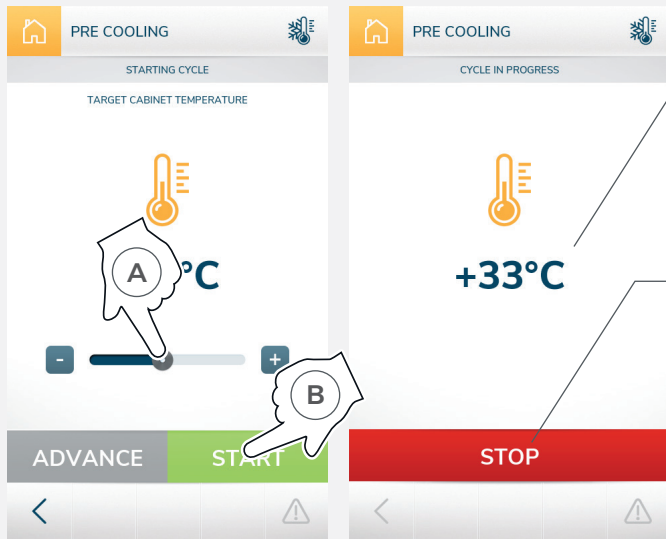 PRE COOLING
STARTING CYCLE
TARGET CABINET TEMPERATURE
A
°C
-
+
B
ADVANCE
START
PRE COOLING
CYCLE IN PROGRESS
+33°C
STOP